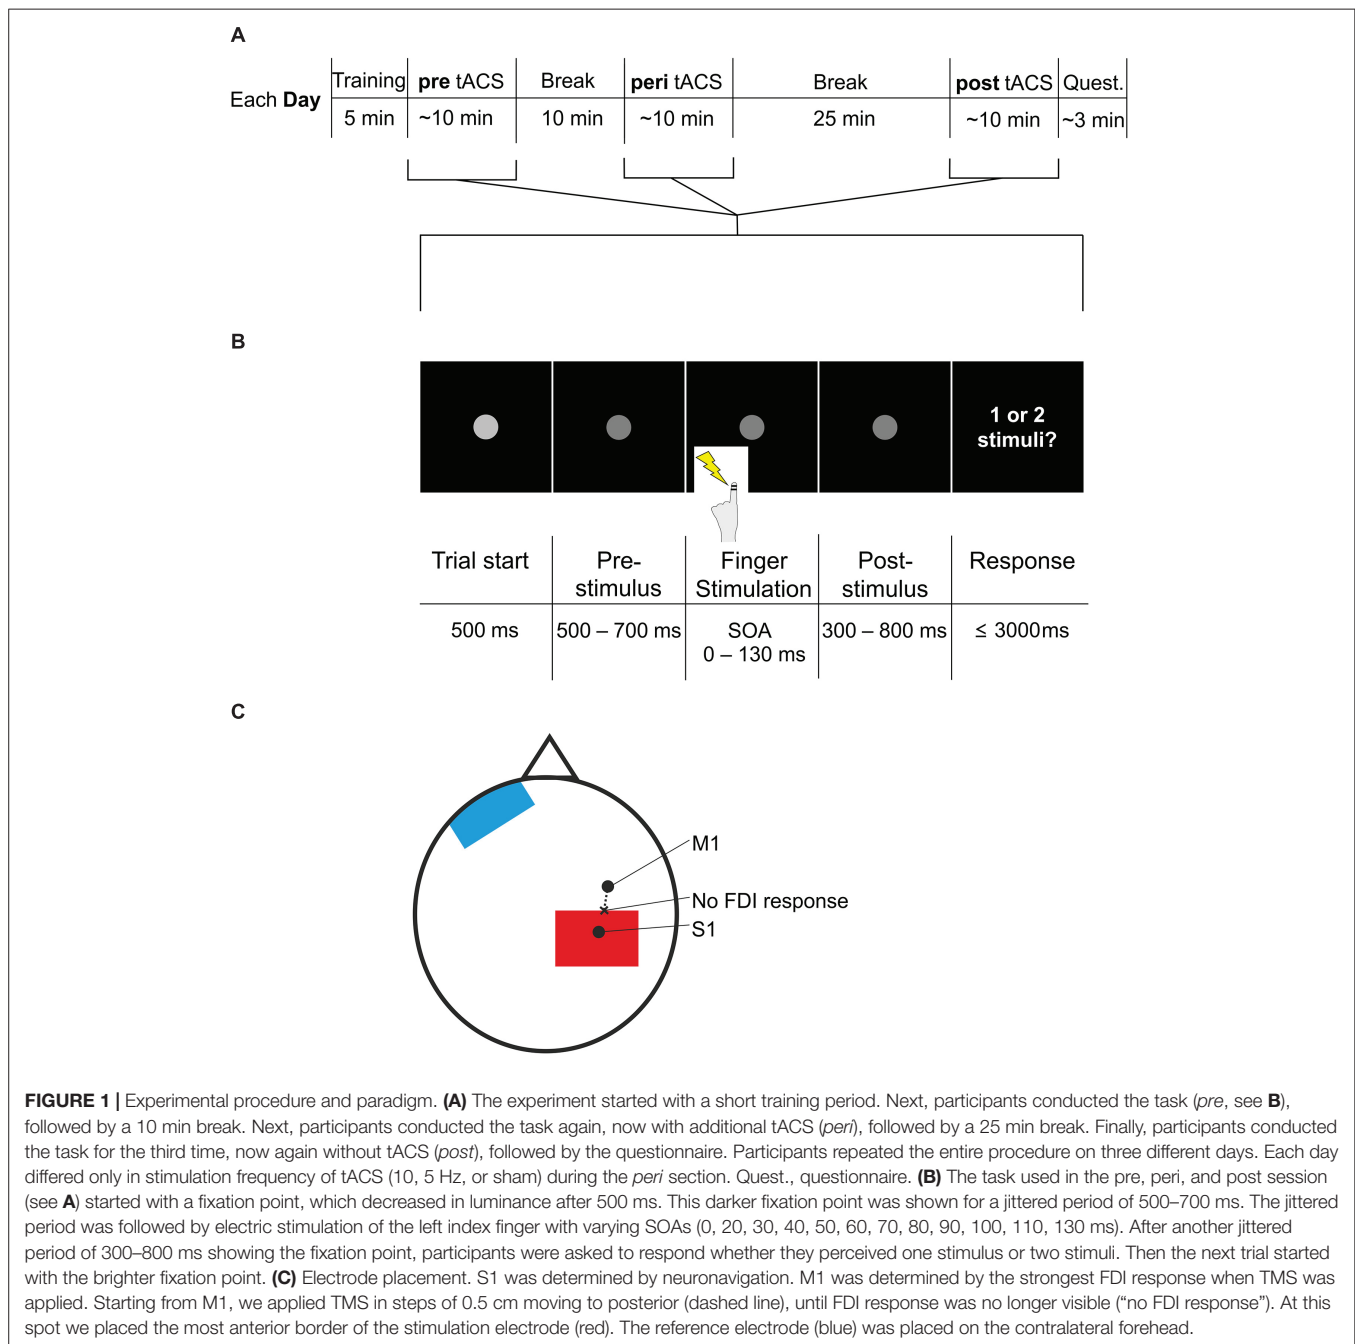 A
Each Day
Training pre tACS Break peri tACS Break post tACS Quest.
5 min ~10 min 10 min ~10 min 25 min ~10 min ~3 min
B
1 or 2
stimuli?
Trial start Pre- Finger Post- Response
stimulus Stimulation stimulus
500 ms 500 – 700 ms SOA 300 – 800 ms ≤ 3000ms
0 – 130 ms
C
M1
No FDI response
S1
FIGURE 1 | Experimental procedure and paradigm. (A) The experiment started with a short training period. Next, participants conducted the task (pre, see B),
followed by a 10 min break. Next, participants conducted the task again, now with additional tACS (peri), followed by a 25 min break. Finally, participants conducted
the task for the third time, now again without tACS (post), followed by the questionnaire. Participants repeated the entire procedure on three different days. Each day
differed only in stimulation frequency of tACS (10, 5 Hz, or sham) during the peri section. Quest., questionnaire. (B) The task used in the pre, peri, and post session
(see A) started with a fixation point, which decreased in luminance after 500 ms. This darker fixation point was shown for a jittered period of 500–700 ms. The jittered
period was followed by electric stimulation of the left index finger with varying SOAs (0, 20, 30, 40, 50, 60, 70, 80, 90, 100, 110, 130 ms). After another jittered
period of 300–800 ms showing the fixation point, participants were asked to respond whether they perceived one stimulus or two stimuli. Then the next trial started
with the brighter fixation point. (C) Electrode placement. S1 was determined by neuronavigation. M1 was determined by the strongest FDI response when TMS was
applied. Starting from M1, we applied TMS in steps of 0.5 cm moving to posterior (dashed line), until FDI response was no longer visible (“no FDI response”). At this
spot we placed the most anterior border of the stimulation electrode (red). The reference electrode (blue) was placed on the contralateral forehead.